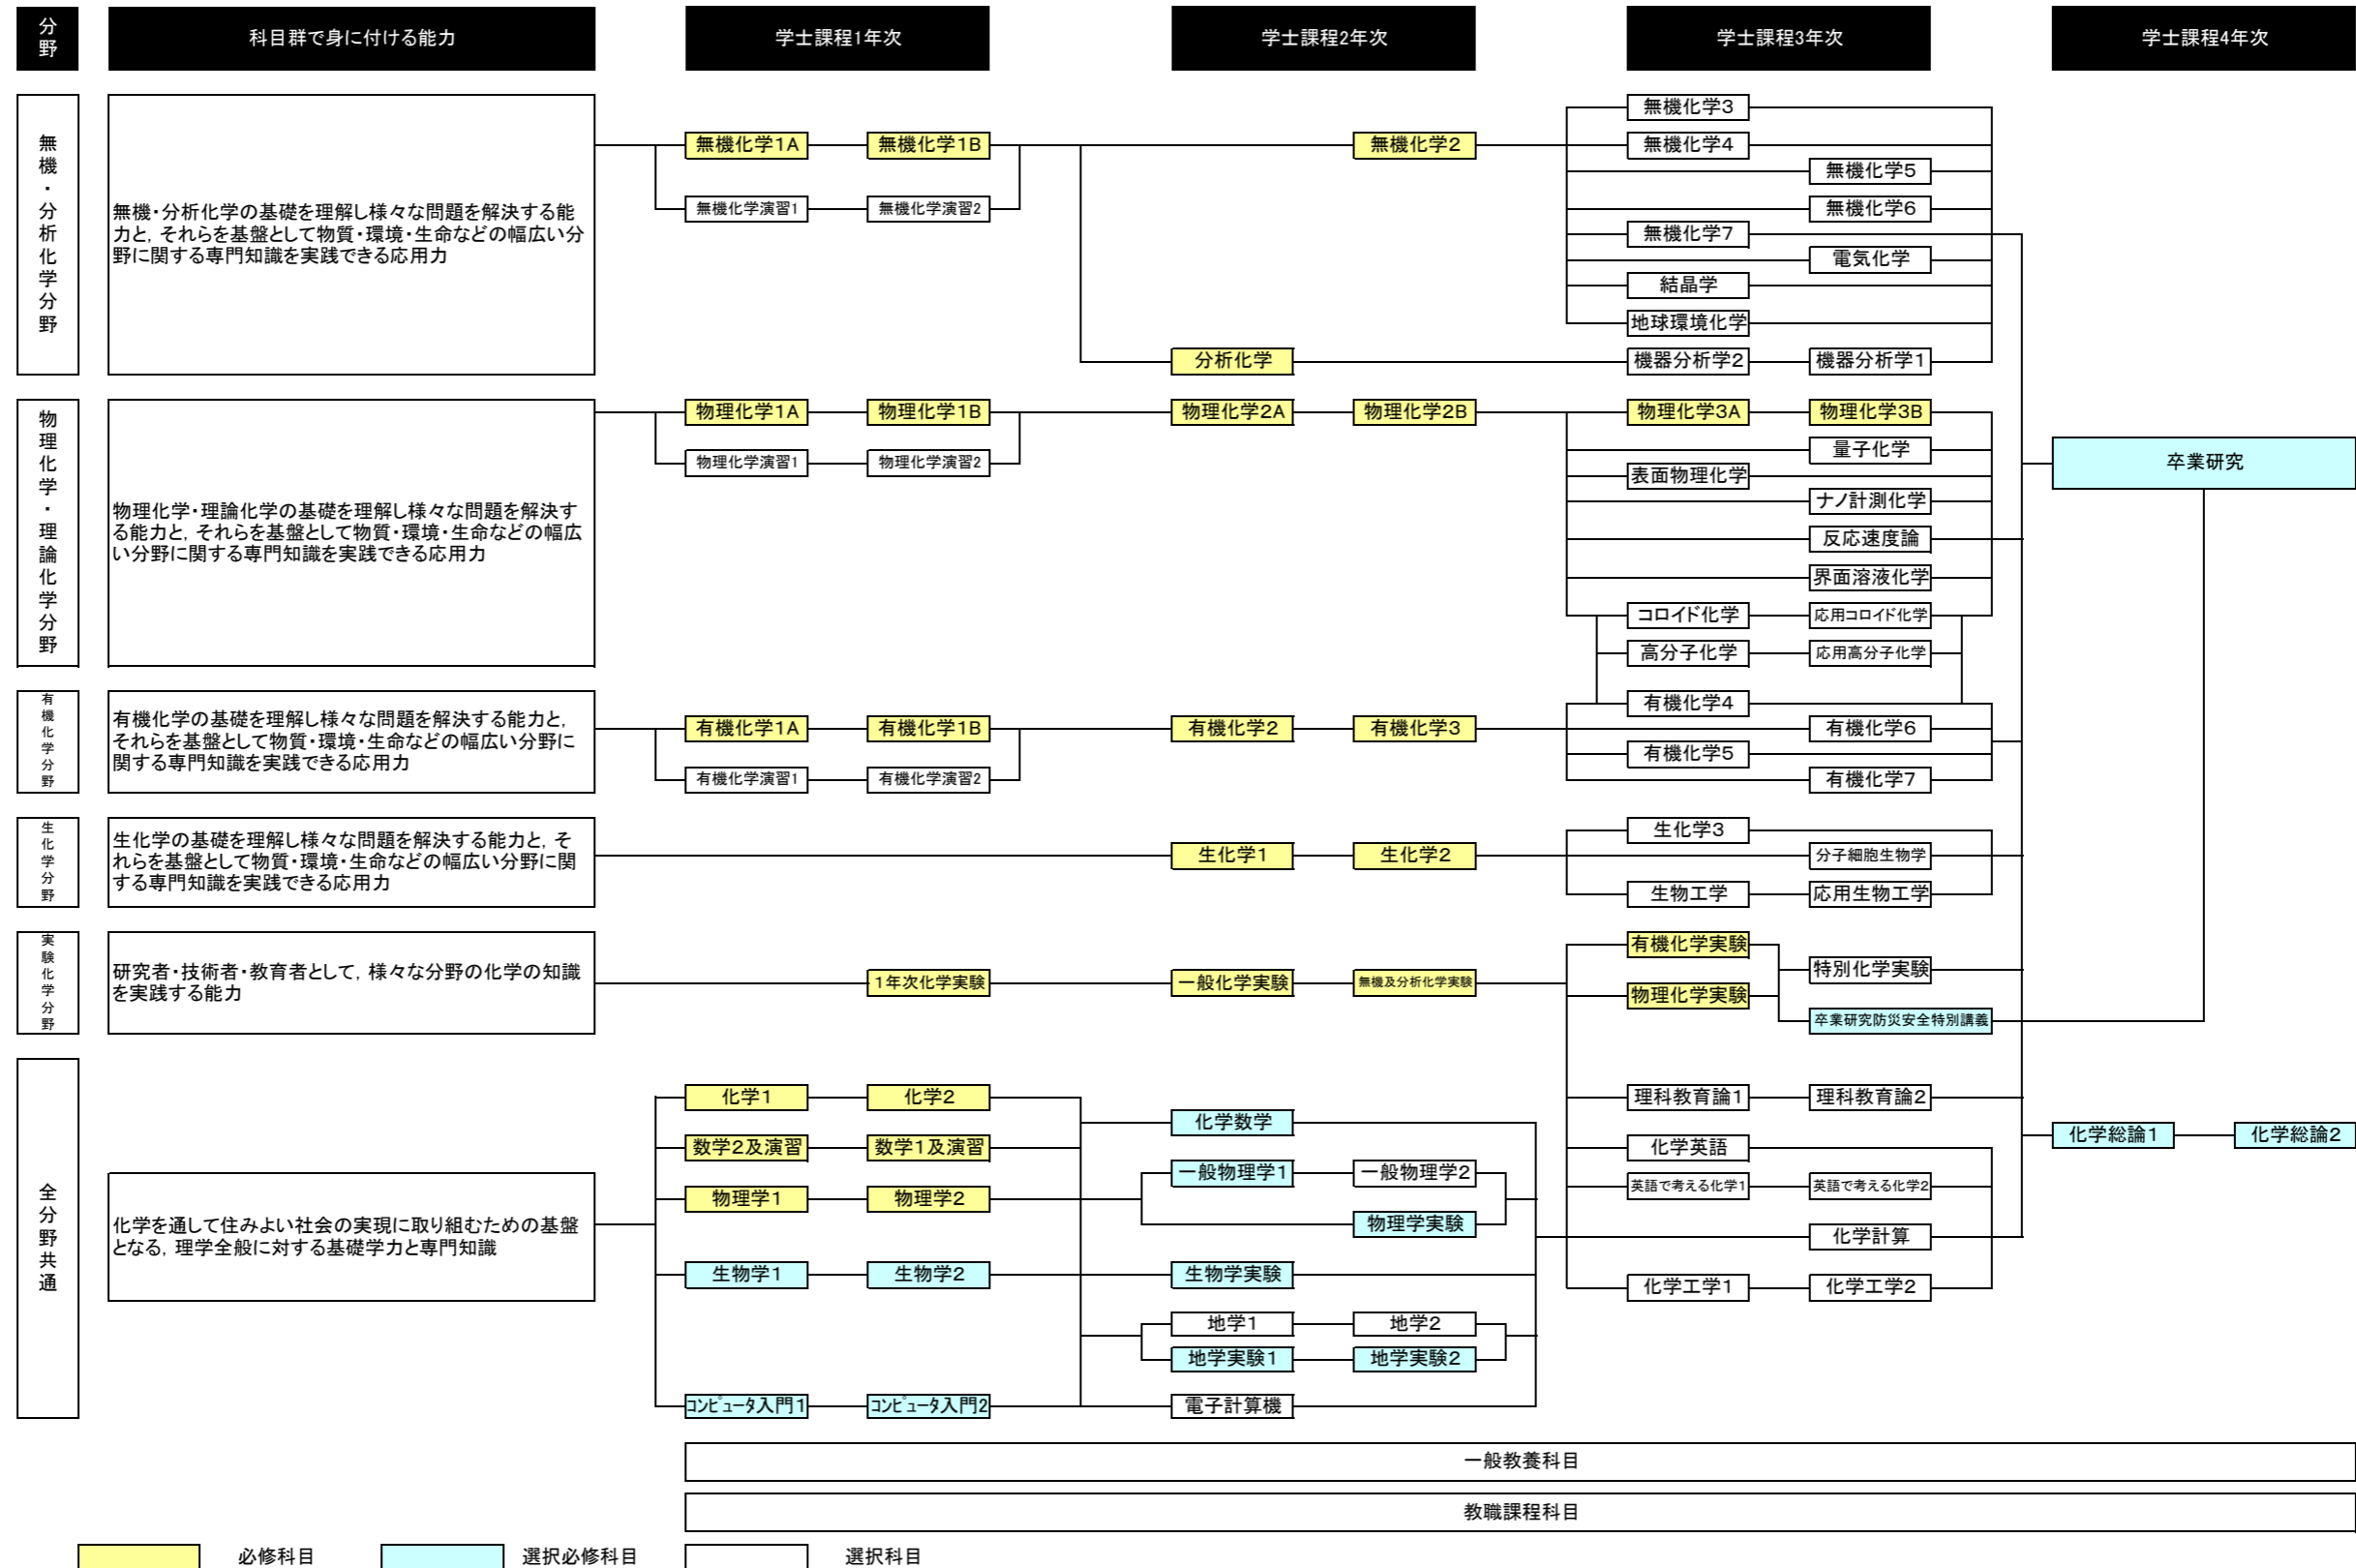 分野
科目群で身に付ける能力
学士課程1年次
学士課程2年次
学士課程3年次
学士課程4年次
無機・分析化学分野
無機・分析化学の基礎を理解し様々な問題を解決する能
力と，それらを基盤として物質・環境・生命などの幅広い分
野に関する専門知識を実践できる応用力
無機化学1A
無機化学1B
無機化学2
無機化学3
無機化学4
無機化学5
無機化学演習1
無機化学演習2
無機化学6
無機化学7
電気化学
結晶学
地球環境化学
分析化学
機器分析学2
機器分析学1
物理化学・理論化学分野
物理化学・理論化学の基礎を理解し様々な問題を解決す
る能力と，それらを基盤として物質・環境・生命などの幅広
い分野に関する専門知識を実践できる応用力
物理化学1A
物理化学1B
物理化学2A
物理化学2B
物理化学3A
物理化学3B
物理化学演習1
物理化学演習2
量子化学
表面物理化学
ナノ計測化学
反応速度論
界面溶液化学
コロイド化学
応用コロイド化学
高分子化学
応用高分子化学
卒業研究
有機化学分野
有機化学の基礎を理解し様々な問題を解決する能力と，
それらを基盤として物質・環境・生命などの幅広い分野に
関する専門知識を実践できる応用力
有機化学1A
有機化学1B
有機化学2
有機化学3
有機化学4
有機化学6
有機化学演習1
有機化学演習2
有機化学5
有機化学7
生化学分野
生化学の基礎を理解し様々な問題を解決する能力と，そ
れらを基盤として物質・環境・生命などの幅広い分野に関
する専門知識を実践できる応用力
生化学1
生化学2
生化学3
分子細胞生物学
生物工学
応用生物工学
実験化学分野
研究者・技術者・教育者として，様々な分野の化学の知識
を実践する能力
1年次化学実験
一般化学実験
無機及分析化学実験
有機化学実験
物理化学実験
特別化学実験
卒業研究防災安全特別講義
全分野共通
化学を通して住みよい社会の実現に取り組むための基盤
となる，理学全般に対する基礎学力と専門知識
化学1
化学2
化学数学
理科教育論1
理科教育論2
数学2及演習
数学1及演習
化学英語
化学総論1
化学総論2
物理学1
物理学2
一般物理学1
一般物理学2
英語で考える化学1
英語で考える化学2
物理学実験
化学計算
生物学1
生物学2
生物学実験
化学工学1
化学工学2
地学1
地学2
地学実験1
地学実験2
コンピュータ入門1
コンピュータ入門2
電子計算機
一般教養科目
教職課程科目
必修科目
選択必修科目
選択科目